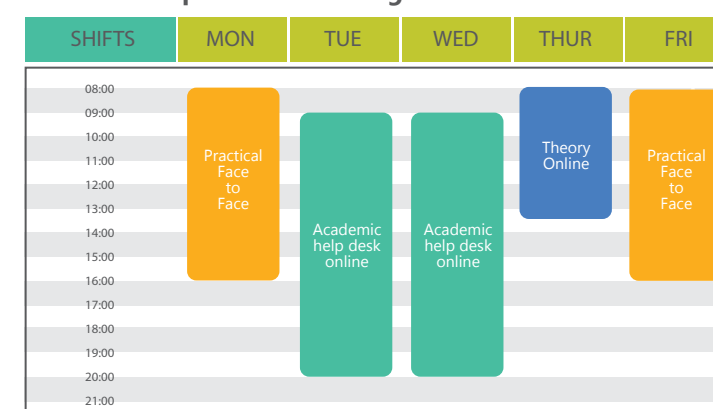 SHIFTS MON TUE WED THUR FRI
08:00
09:00
10:00
11:00
12:00
13:00
14:00
15:00
16:00
17:00
18:00
19:00
20:00
21:00
Practical
Face
to
Face
Academic
help desk
online
Academic
help desk
online
Theory
Online
Practical
Face
to
Face